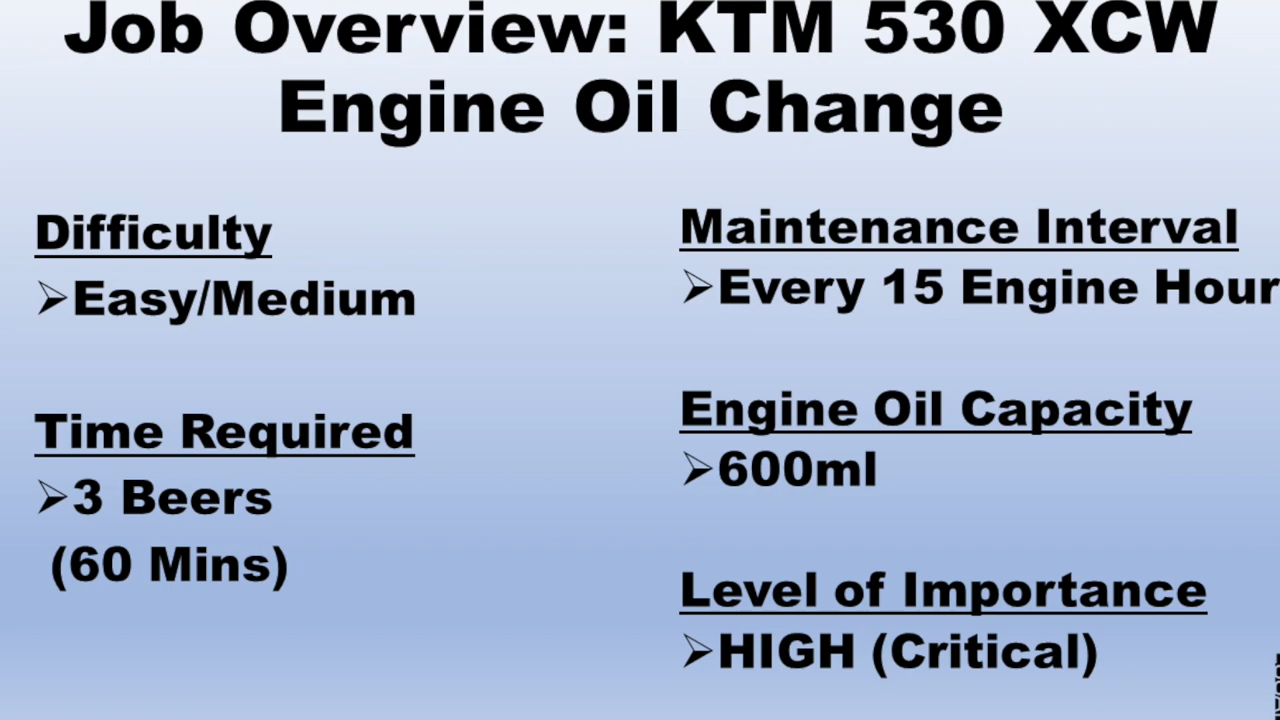 Job Overview: KTM 530 XCW
Engine Oil Change
Difficulty
➢Easy/Medium
Time Required
➢3 Beers
(60 Mins)
Maintenance Interval
➢Every 15 Engine Hour
Engine Oil Capacity
➢600ml
Level of Importance
➢HIGH (Critical)